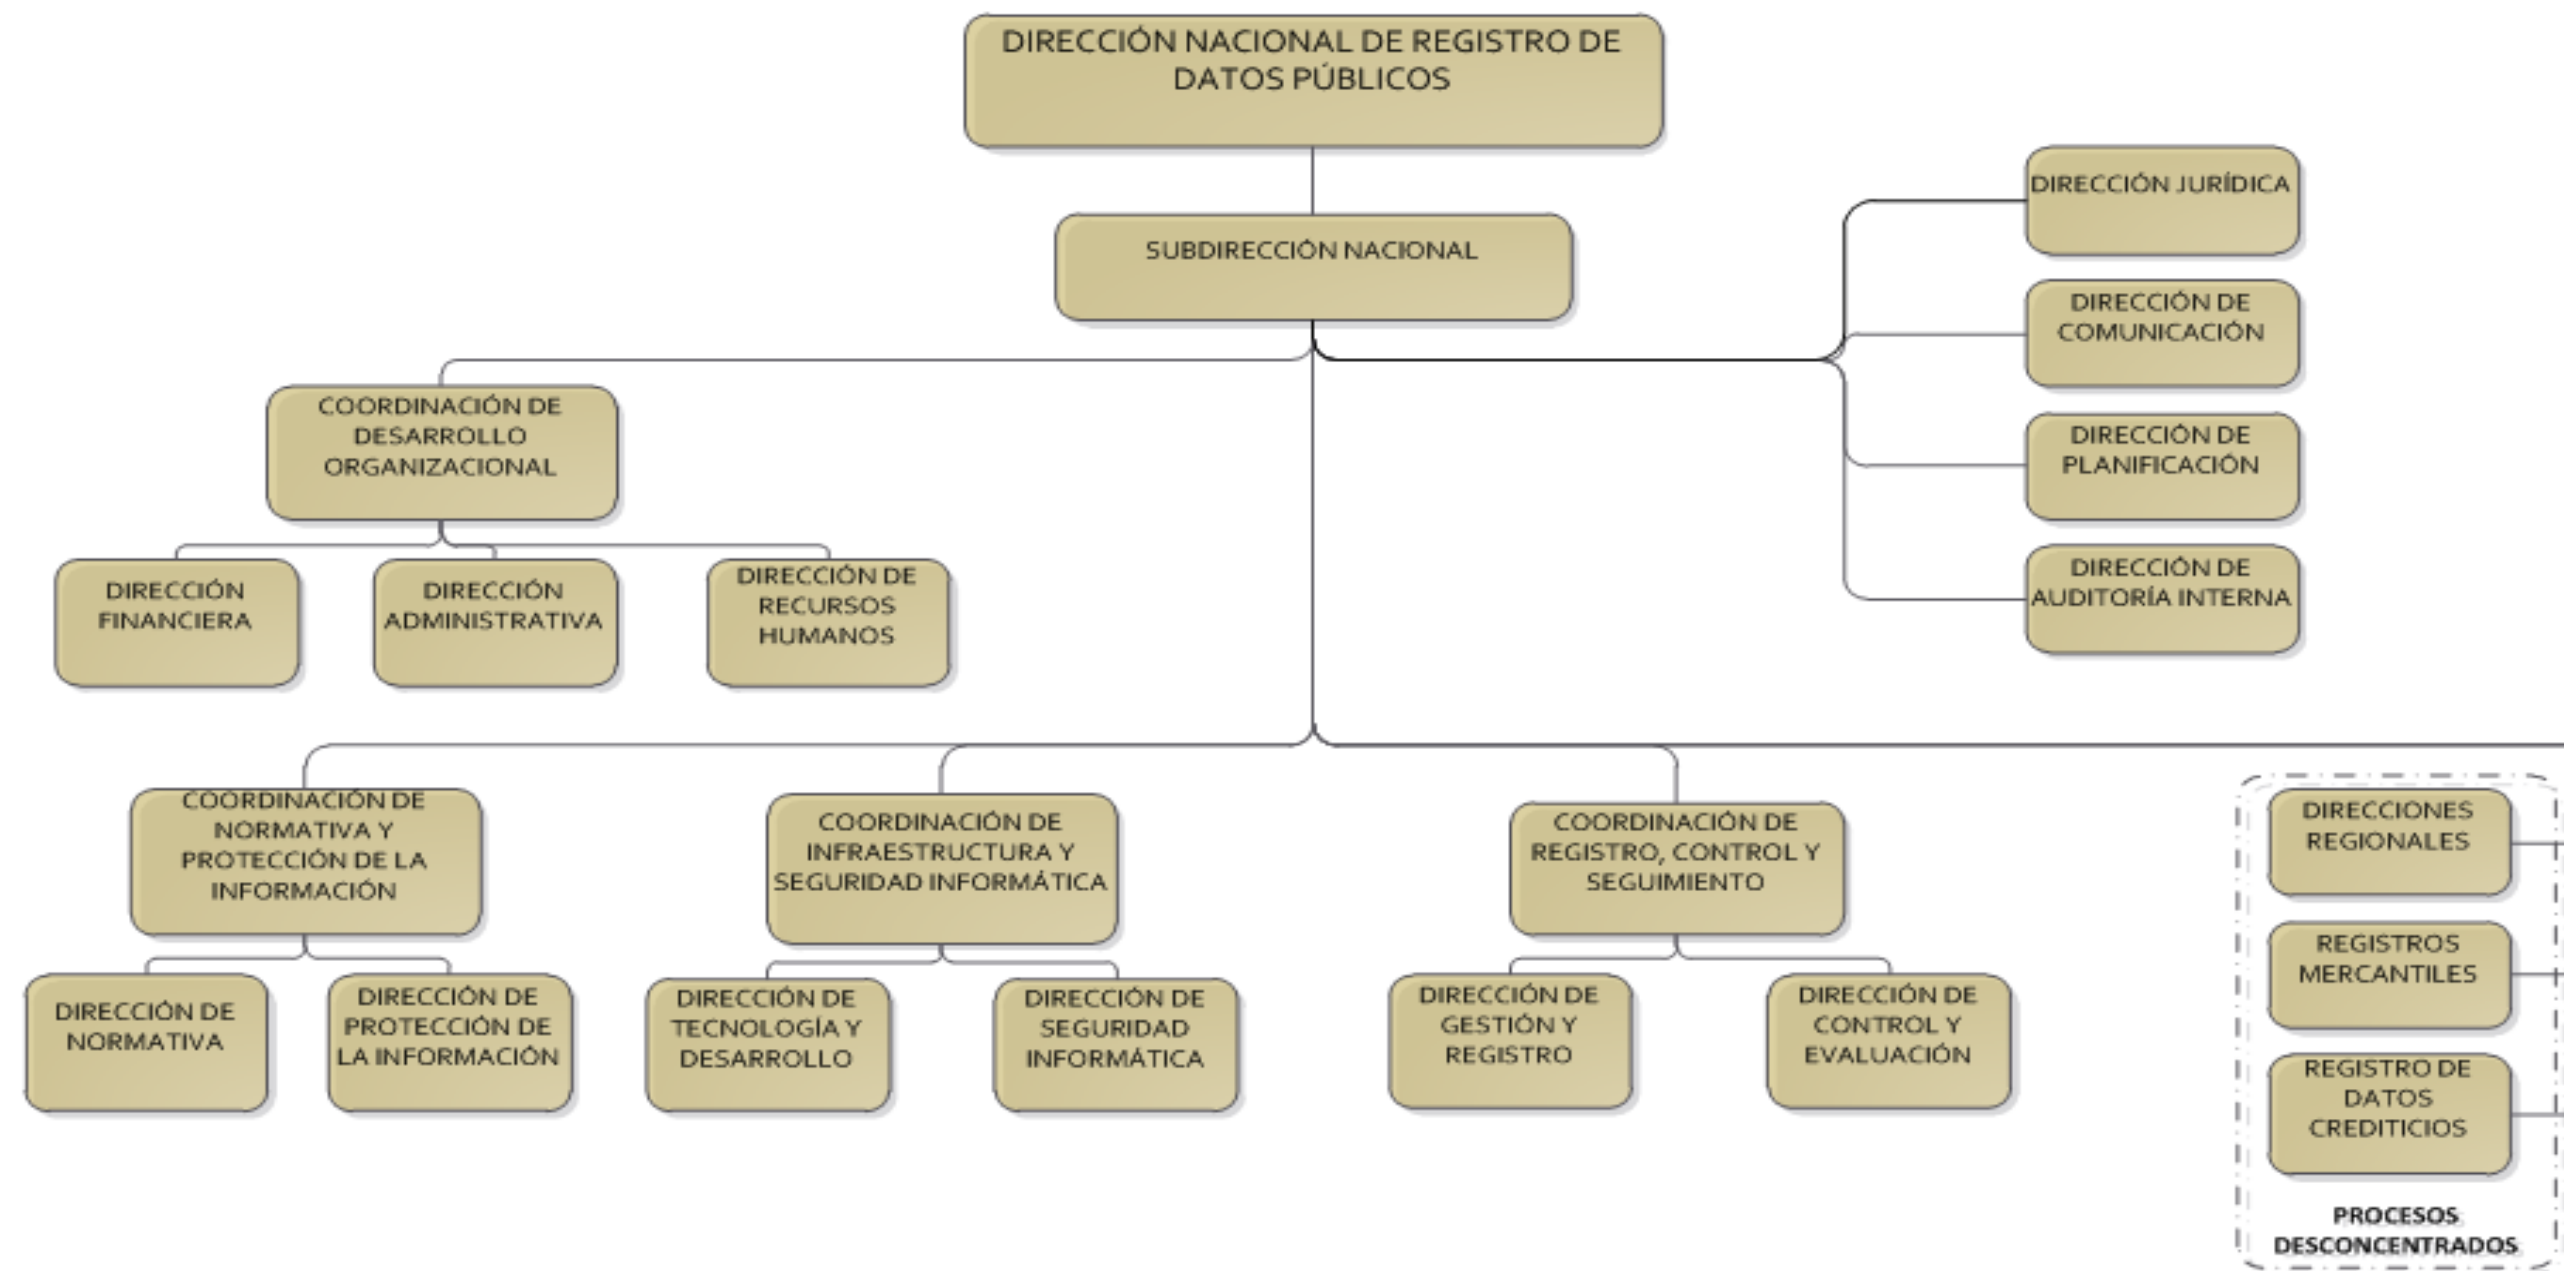 DIRECCIÓN NACIONAL DE REGISTRO DE
DATOS PÚBLICOS
SUBDIRECCIÓN NACIONAL
DIRECCIÓN JURÍDICA
DIRECCIÓN DE
COMUNICACIÓN
DIRECCIÓN DE
PLANIFICACIÓN
DIRECCIÓN DE
AUDITORÍA INTERNA
COORDINACIÓN DE
DESARROLLO
ORGANIZACIONAL
DIRECCIÓN
FINANCIERA
DIRECCIÓN
ADMINISTRATIVA
DIRECCIÓN DE
RECURSOS
HUMANOS
COORDINACIÓN DE
NORMATIVA Y
PROTECCIÓN DE LA
INFORMACIÓN
DIRECCIÓN DE
NORMATIVA
DIRECCIÓN DE
PROTECCIÓN DE
LA INFORMACIÓN
COORDINACIÓN DE
INFRAESTRUCTURA Y
SEGURIDAD INFORMÁTICA
DIRECCIÓN DE
TECNOLOGÍA Y
DESARROLLO
DIRECCIÓN DE
SEGURIDAD
INFORMÁTICA
COORDINACIÓN DE
REGISTRO, CONTROL Y
SEGUIMIENTO
DIRECCIÓN DE
GESTIÓN Y
REGISTRO
DIRECCIÓN DE
CONTROL Y
EVALUACIÓN
DIRECCIONES
REGIONALES
REGISTROS
MERCANTILES
REGISTRO DE
DATOS
CREDITICIOS
PROCESOS
DESCONCENTRADOS